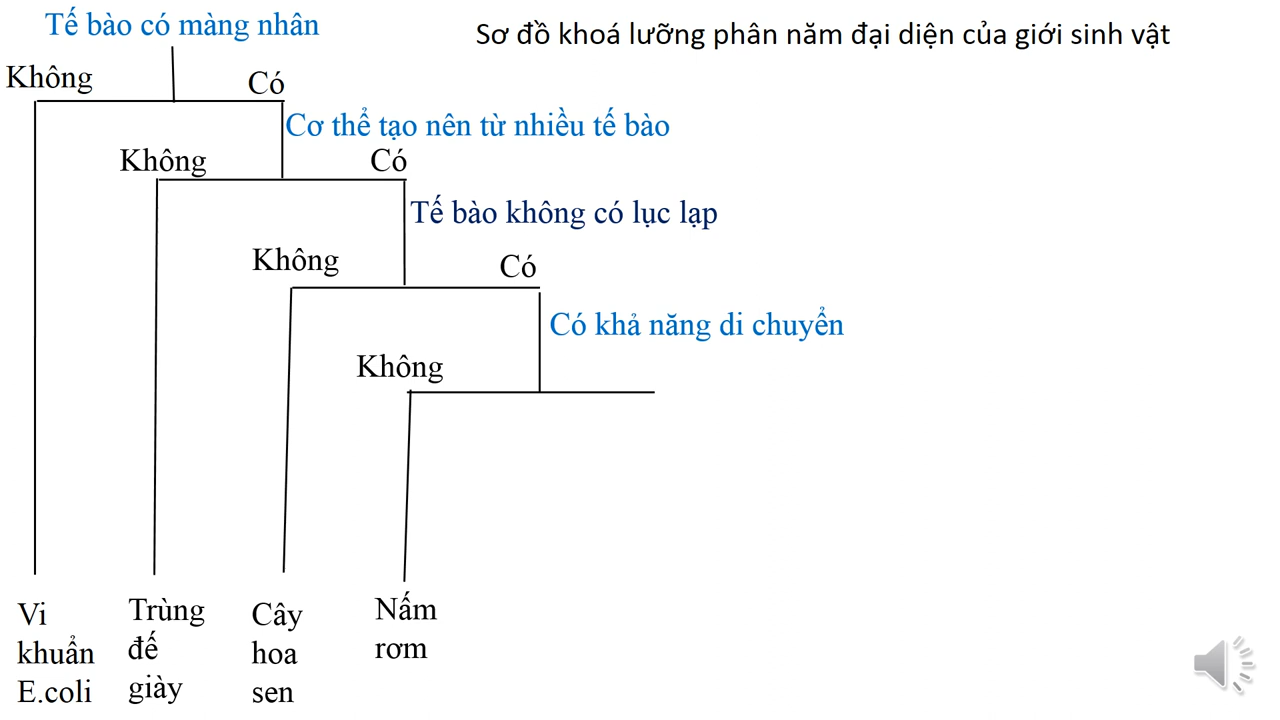 Tế bào có màng nhân
Sơ đồ khoá lưỡng phân năm đại diện của giới sinh vật
Không
Có
Cơ thể tạo nên từ nhiều tế bào
Không
Có
Tế bào không có lục lạp
Không
Có
Có khả năng di chuyển
Không
Vi
khuẩn
E.coli
Trùng
đế
giày
Cây
hoa
sen
Nấm
rơm